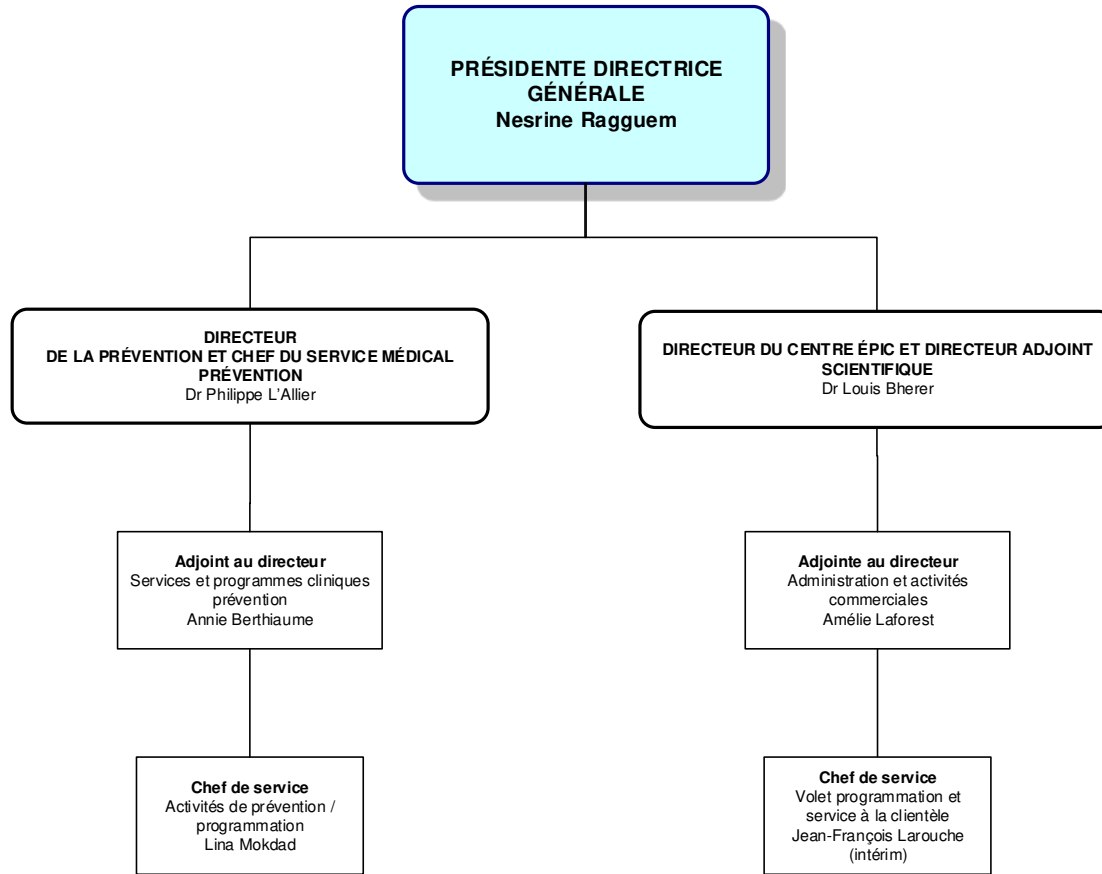 PRÉSIDENTE DIRECTRICE
GÉNÉRALE
Nesrine Ragguem
DIRECTEUR
DE LA PRÉVENTION ET CHEF DU SERVICE MÉDICAL
PRÉVENTION
Dr Philippe L'Allier
DIRECTEUR DU CENTRE ÉPIC ET DIRECTEUR ADJOINT
SCIENTIFIQUE
Dr Louis Bherer
Adjoint au directeur
Services et programmes cliniques
prévention
Annie Berthiaume
Adjointe au directeur
Administration et activités
commerciales
Amélie Laforest
Chef de service
Activités de prévention /
programmation
Lina Mokdad
Chef de service
Volet programmation et
service à la clientèle
Jean-François Larouche
(intérim)